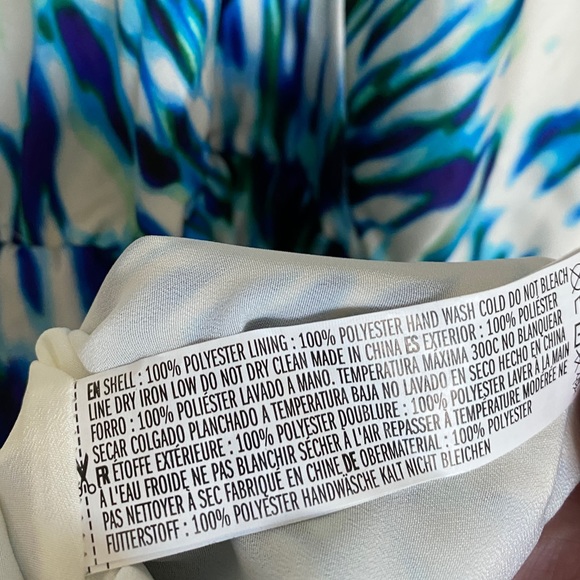 EN SHELL : 100% POLYESTER LINING : 100% POLYESTER HAND WASH COLD DO NOT BLEACH
LINE DRY IRON LOW DO NOT DRY CLEAN MADE IN CHINA ES EXTERIOR : 100% POLIÉSTER
FORRO : 100% POLIÉSTER LAVADO A MANO. TEMPERATURA MÁXIMA 300C NO BLANQUEAR
SECAR COLGADO PLANCHADO A TEMPERATURA BAJA NO LAVADO EN SECO HECHO EN CHINA
FR ÉTOFFE EXTÉRIEURE : 100% POLYESTER DOUBLURE : 100% POLYESTER LAVER À LA MAIN
À L'EAU FROIDE NE PAS BLANCHIR SÉCHER À L'AIR REPASSER À TEMPÉRATURE MODÉRÉE NE
PAS NETTOYER À SEC FABRIQUÉ EN CHINE DE OBERMATERIAL : 100% POLYESTER
FUTTERSTOFF : 100% POLYESTER HANDWÄSCHE KALT NICHT BLEICHEN